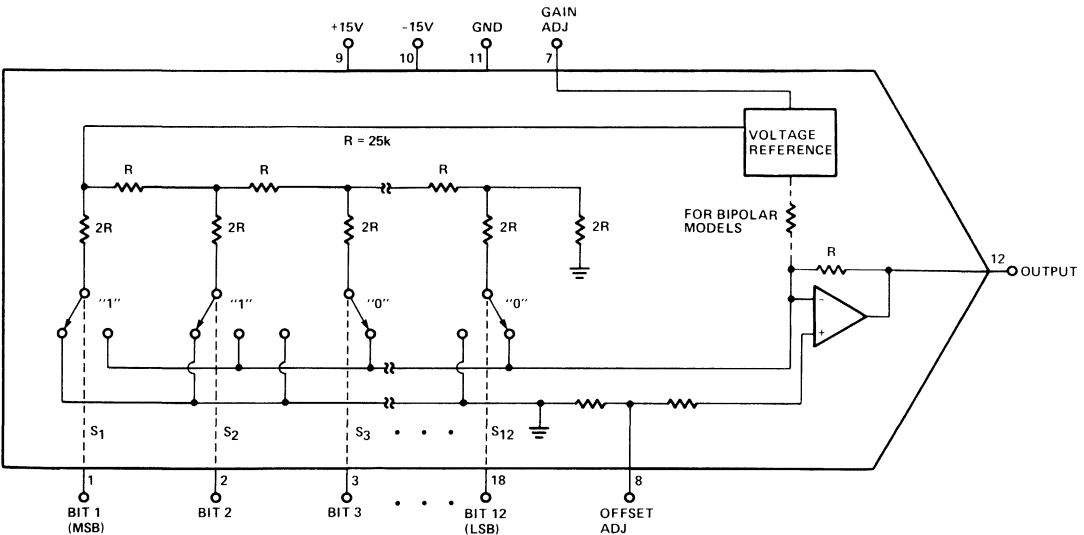 +15V
-15V
GND
GAIN
ADJ
9
10
11
7
VOLTAGE
REFERENCE
R = 25k
R
R
R
2R
2R
2R
2R
2R
FOR BIPOLAR
MODELS
R
12
OUTPUT
"1"
"1"
"0"
"0"
-
+
S1
S2
S3
. . .
S12
1
2
3
18
8
BIT 1
(MSB)
BIT 2
BIT 3
. . .
BIT 12
(LSB)
OFFSET
ADJ